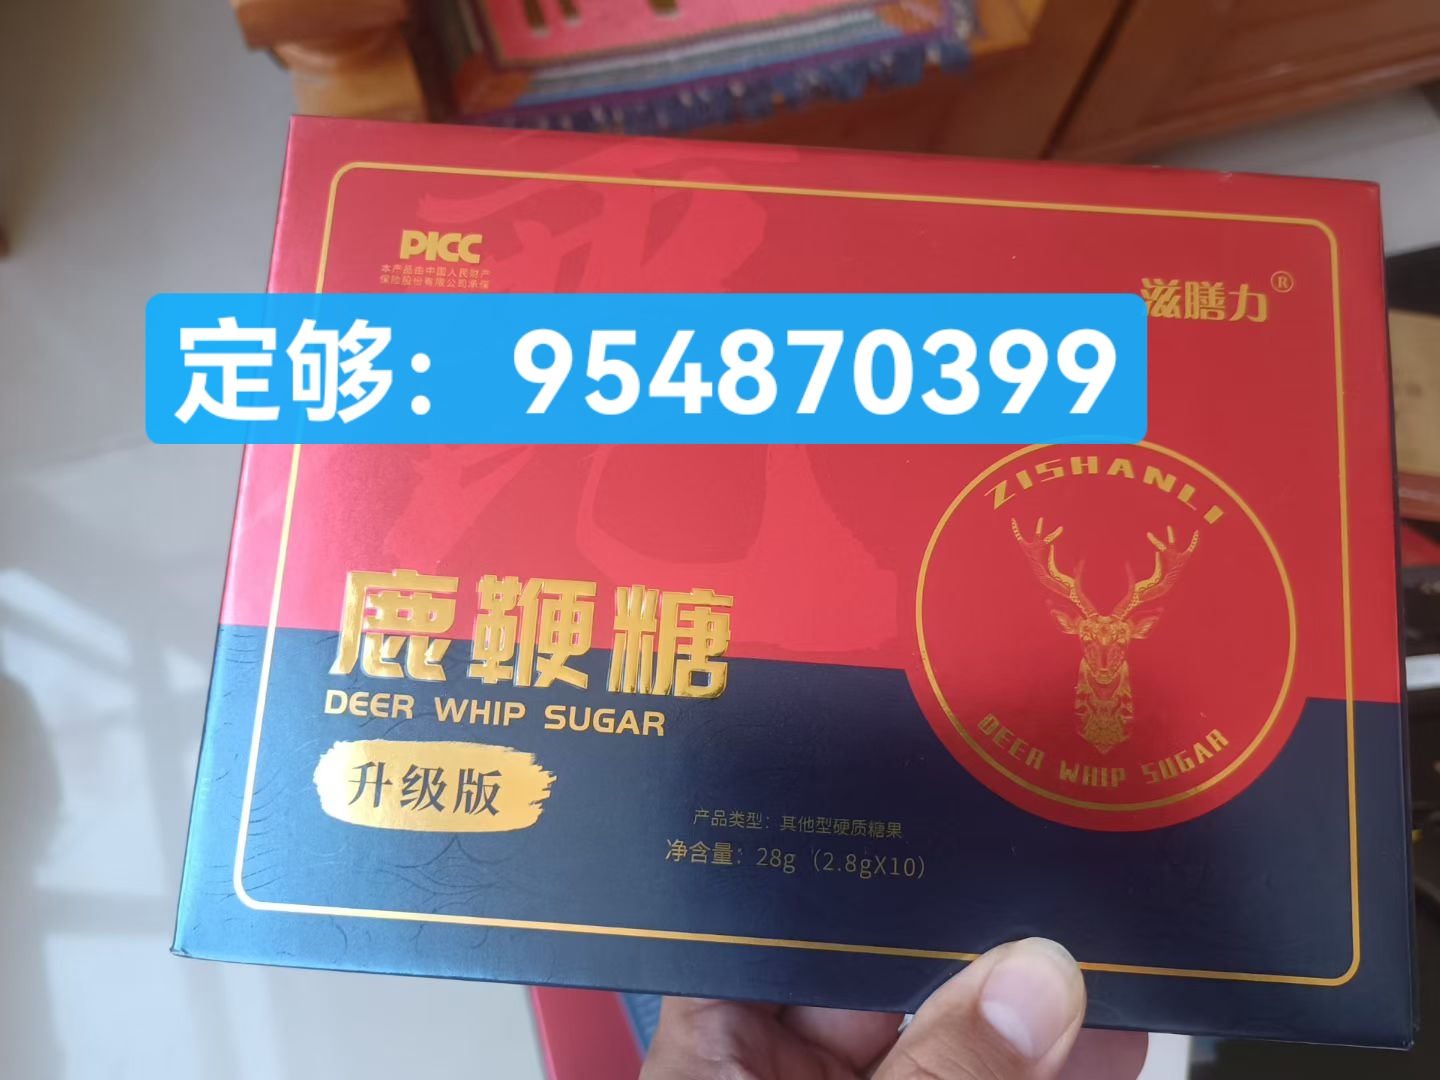 PICC
本产品由中国人民财产
保险股份有限公司承保
滋膳力®
定够：954870399
ZISHANLI
鹿鞭糖
DEER WHIP SUGAR
升级版
DEER WHIP SUGAR
产品类型：其他型硬质糖果
净含量：28g（2.8gX10）